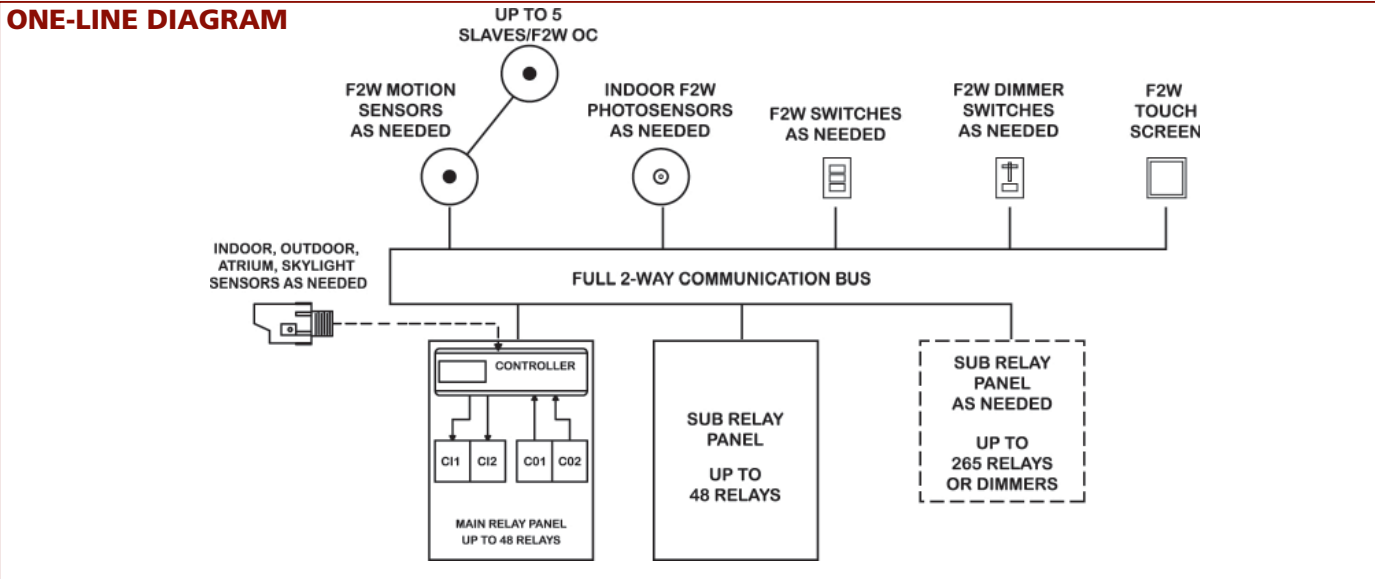 ONE-LINE DIAGRAM
UP TO 5
SLAVES/F2W OC
F2W MOTION
SENSORS
AS NEEDED
INDOOR F2W
PHOTOSENSORS
AS NEEDED
F2W SWITCHES
AS NEEDED
F2W DIMMER
SWITCHES
AS NEEDED
F2W
TOUCH
SCREEN
INDOOR, OUTDOOR,
ATRIUM, SKYLIGHT
SENSORS AS NEEDED
FULL 2-WAY COMMUNICATION BUS
CONTROLLER
CI1 CI2 C01 C02
MAIN RELAY PANEL
UP TO 48 RELAYS
SUB RELAY
PANEL
UP TO
48 RELAYS
SUB RELAY
PANEL
AS NEEDED
UP TO
265 RELAYS
OR DIMMERS